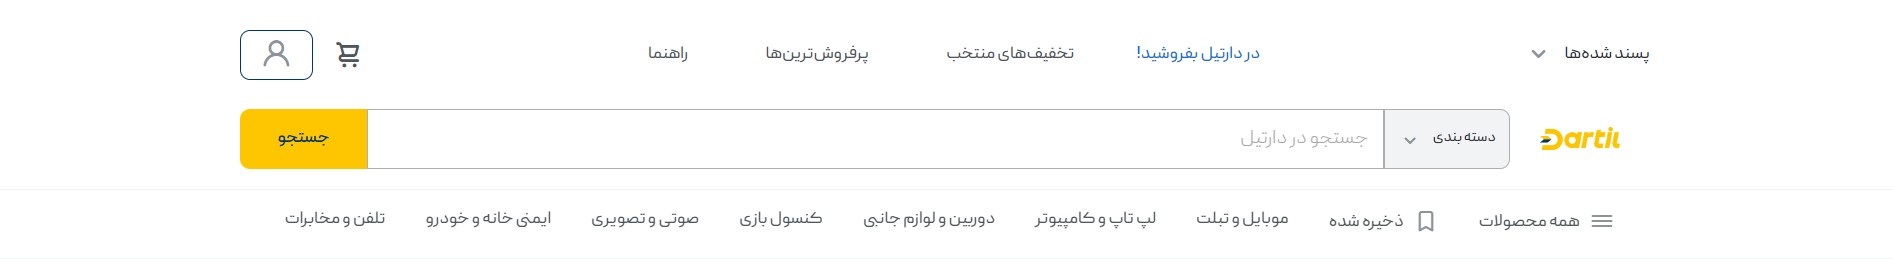 پسند شده‌ها در دارتیل بفروشید! تخفیف‌های منتخب پرفروش‌ترین‌ها راهنما
Dartil دسته بندی جستجو در دارتیل جستجو
همه محصولات ذخیره شده موبایل و تبلت لپ تاپ و کامپیوتر دوربین و لوازم جانبی کنسول بازی صوتی و تصویری ایمنی خانه و خودرو تلفن و مخابرات